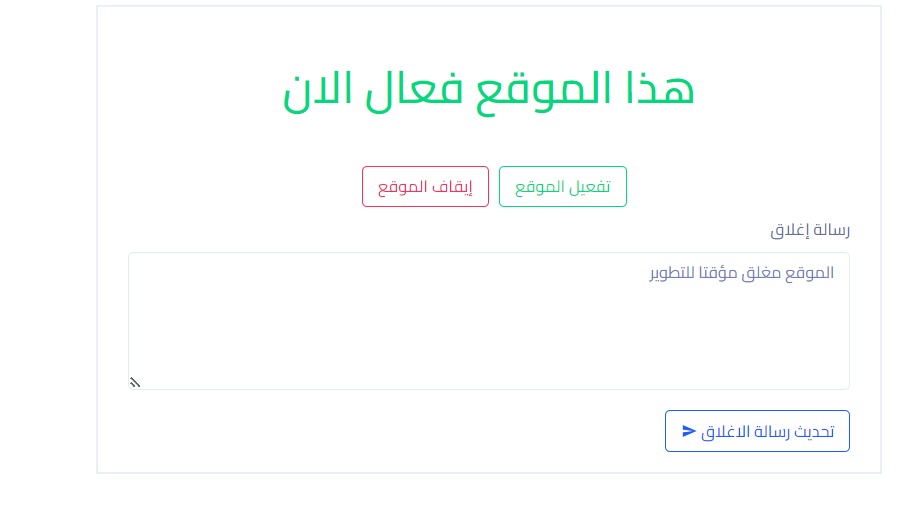 هذا الموقع فعال الان
تفعيل الموقع
إيقاف الموقع
رسالة إغلاق
الموقع مغلق مؤقتا للتطوير
تحديث رسالة الاغلاق